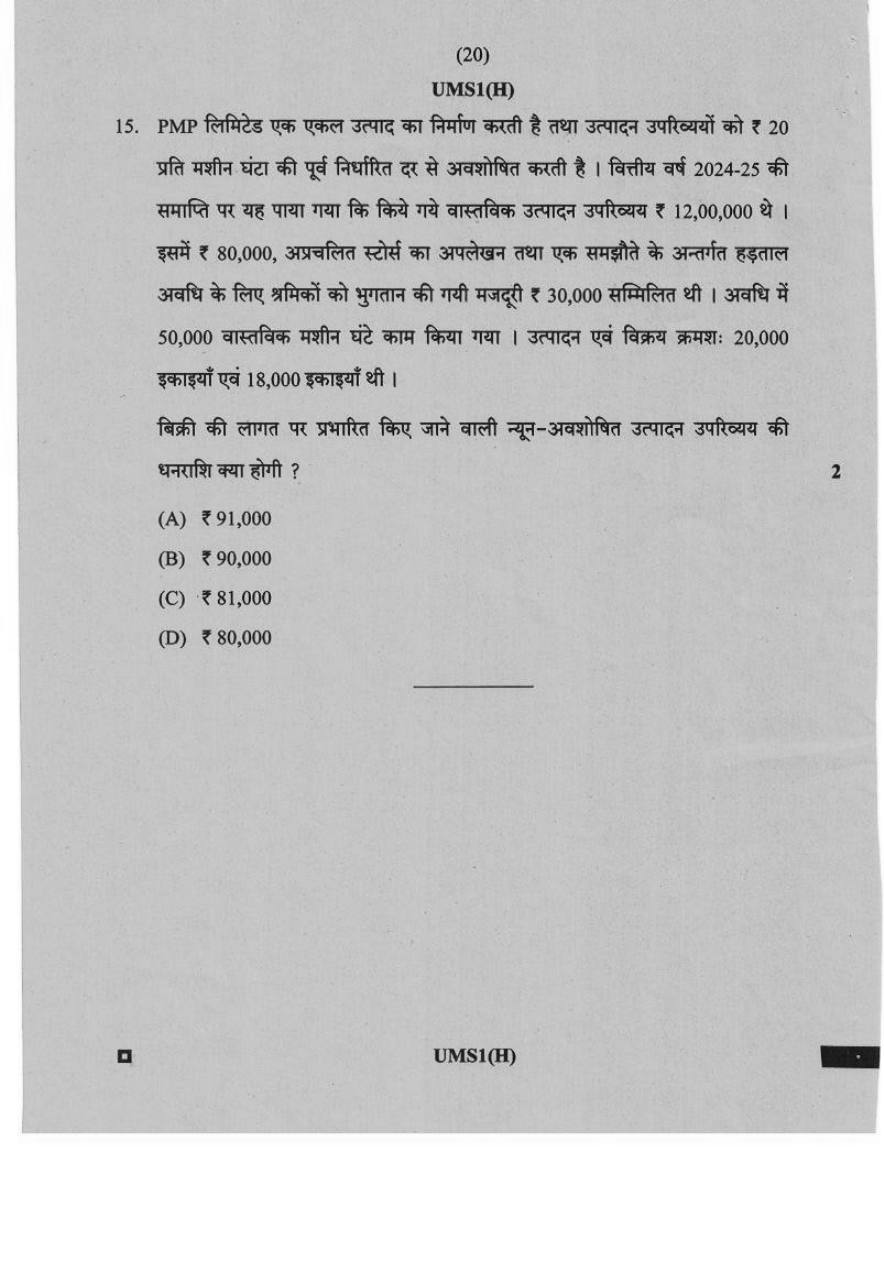 (20)
UMS1(H)
15. PMP लिमिटेड एक एकल उत्पाद का निर्माण करती है तथा उत्पादन उपरिव्ययों को ₹ 20
प्रति मशीन घंटा की पूर्व निर्धारित दर से अवशोषित करती है । वित्तीय वर्ष 2024-25 की
समाप्ति पर यह पाया गया कि किये गये वास्तविक उत्पादन उपरिव्यय ₹ 12,00,000 थे ।
इसमें ₹ 80,000, अप्रचलित स्टोर्स का अपलेखन तथा एक समझौते के अन्तर्गत हड़ताल
अवधि के लिए श्रमिकों को भुगतान की गयी मजदूरी ₹ 30,000 सम्मिलित थी । अवधि में
50,000 वास्तविक मशीन घंटे काम किया गया । उत्पादन एवं विक्रय क्रमशः 20,000
इकाइयाँ एवं 18,000 इकाइयाँ थी ।
बिक्री की लागत पर प्रभारित किए जाने वाली न्यून-अवशोषित उत्पादन उपरिव्यय की
धनराशि क्या होगी ? 2
(A) ₹ 91,000
(B) ₹ 90,000
(C) ₹ 81,000
(D) ₹ 80,000
UMS1(H)